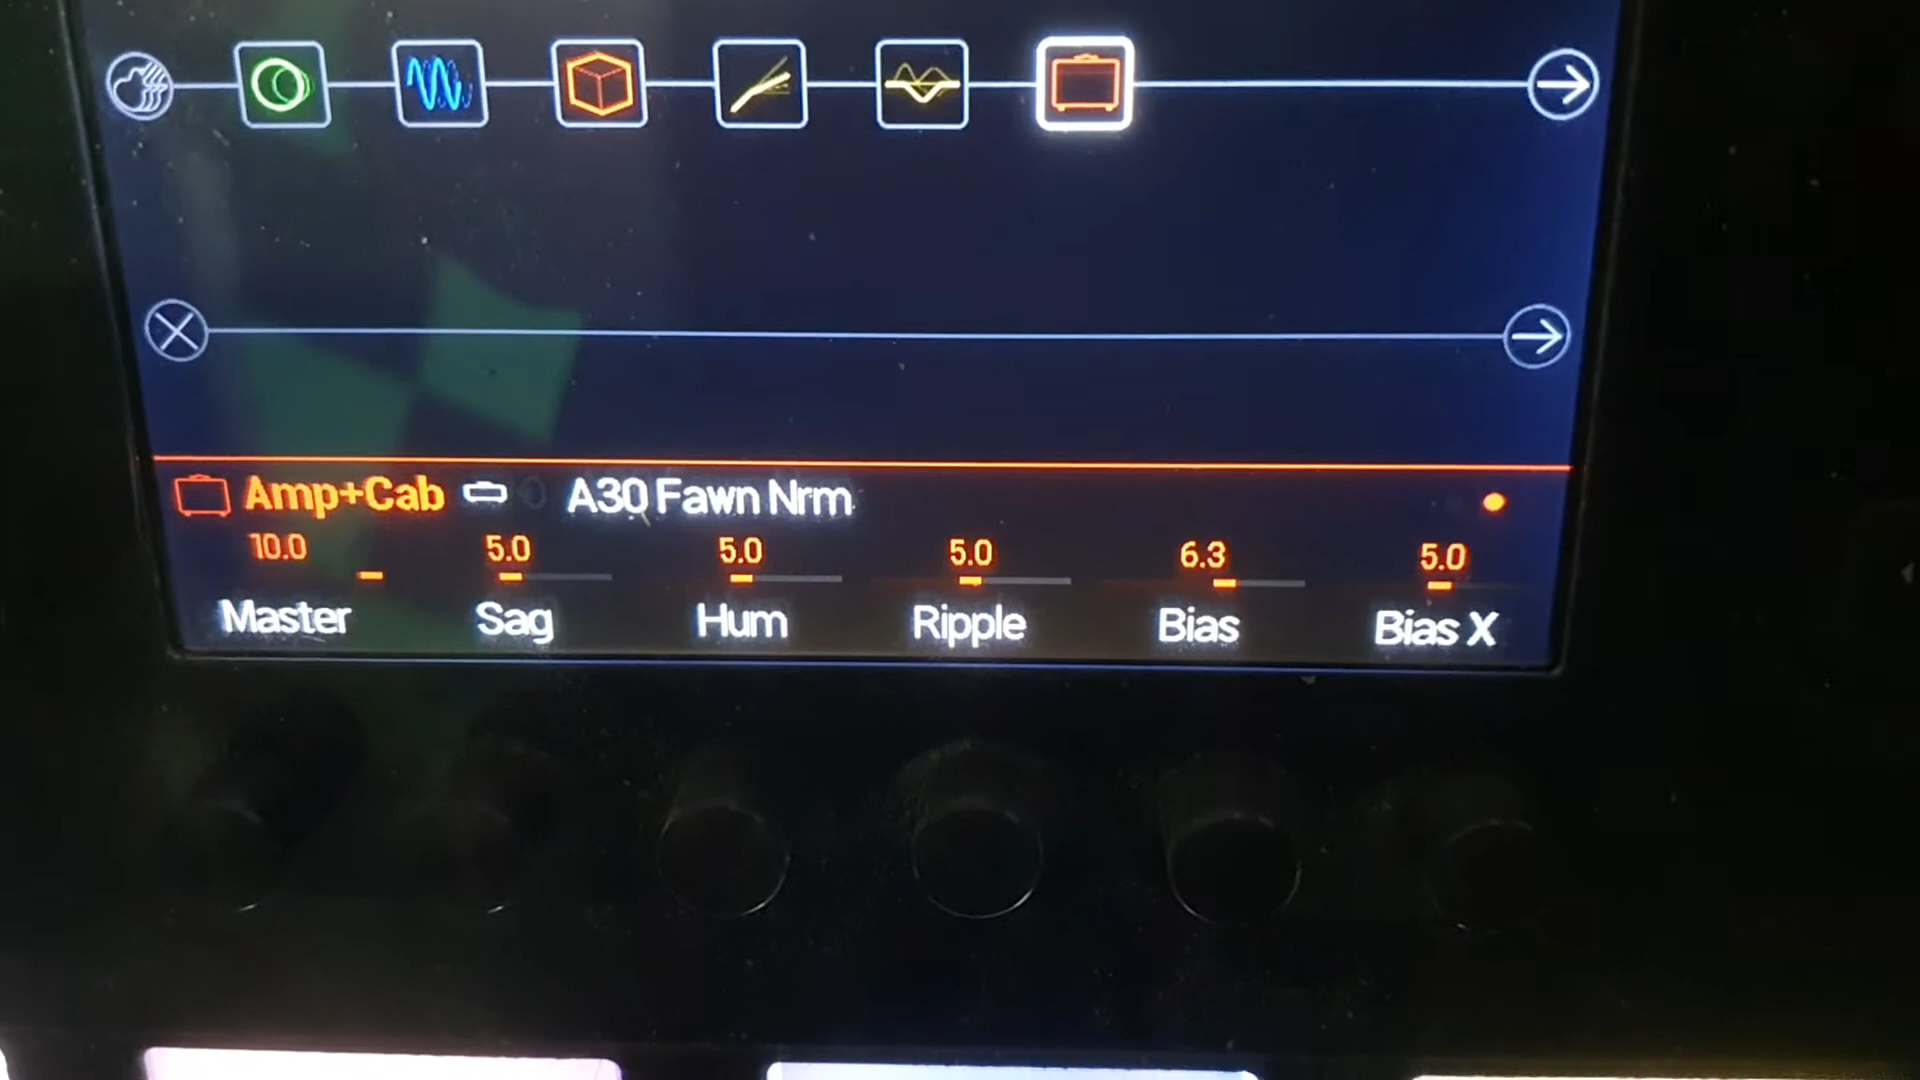 Amp+Cab A30 Fawn Nrm
10.0 5.0 5.0 5.0 6.3 5.0
Master Sag Hum Ripple Bias Bias X